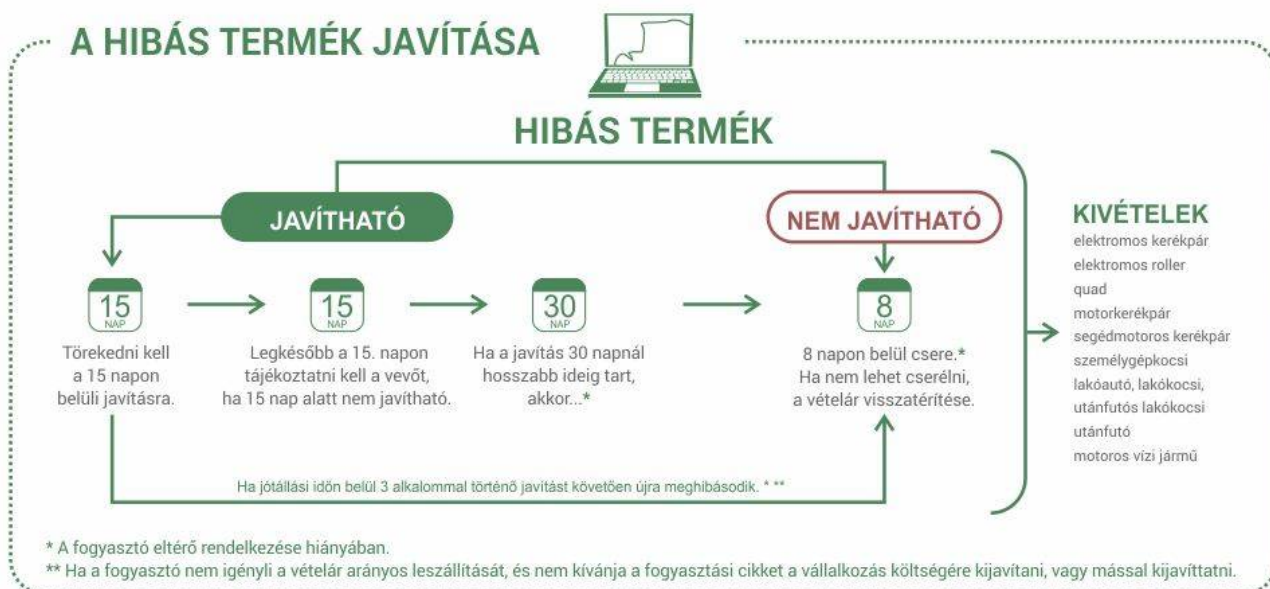 A HIBÁS TERMÉK JAVÍTÁSA
HIBÁS TERMÉK
JAVÍTHATÓ
NEM JAVÍTHATÓ
15
NAP
Törekedni kell
a 15 napon
belüli javításra.
15
NAP
Legkésőbb a 15. napon
tájékoztatni kell a vevőt,
ha 15 nap alatt nem javítható.
30
NAP
Ha a javítás 30 napnál
hosszabb ideig tart,
akkor...*
8
NAP
8 napon belül csere.*
Ha nem lehet cserélni,
a vételár visszatérítése.
Ha jótállási időn belül 3 alkalommal történő javítást követően újra meghibásodik. * **
KIVÉTELEK
elektromos kerékpár
elektromos roller
quad
motorkerékpár
segédmotoros kerékpár
személygépkocsi
lakóautó, lakókocsi,
utánfutós lakókocsi
utánfutó
motoros vízi jármű
* A fogyasztó eltérő rendelkezése hiányában.
** Ha a fogyasztó nem igényli a vételár arányos leszállítását, és nem kívánja a fogyasztási cikket a vállalkozás költségére kijavítani, vagy mással kijavíttatni.